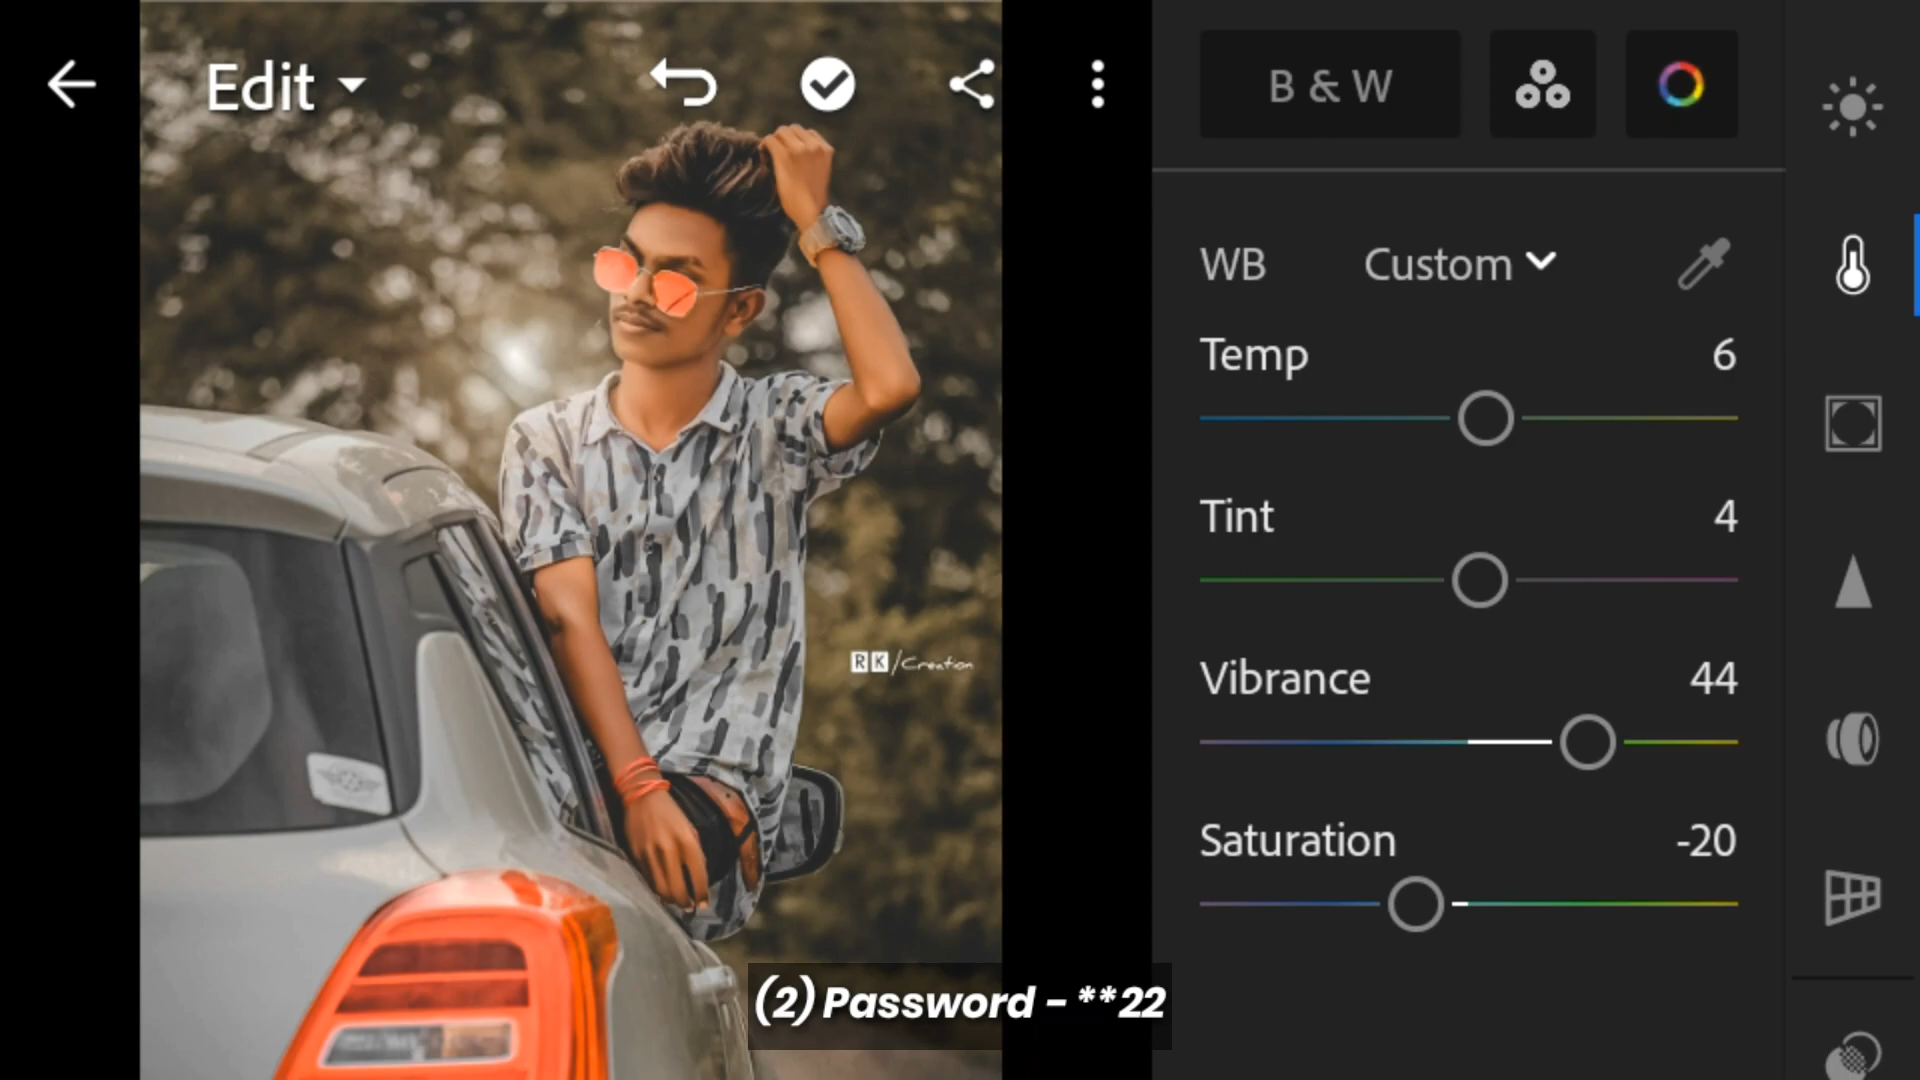 Edit
B & W
WB Custom
Temp 6
Tint 4
Vibrance 44
Saturation -20
RK/Creation
(2) Password - **22